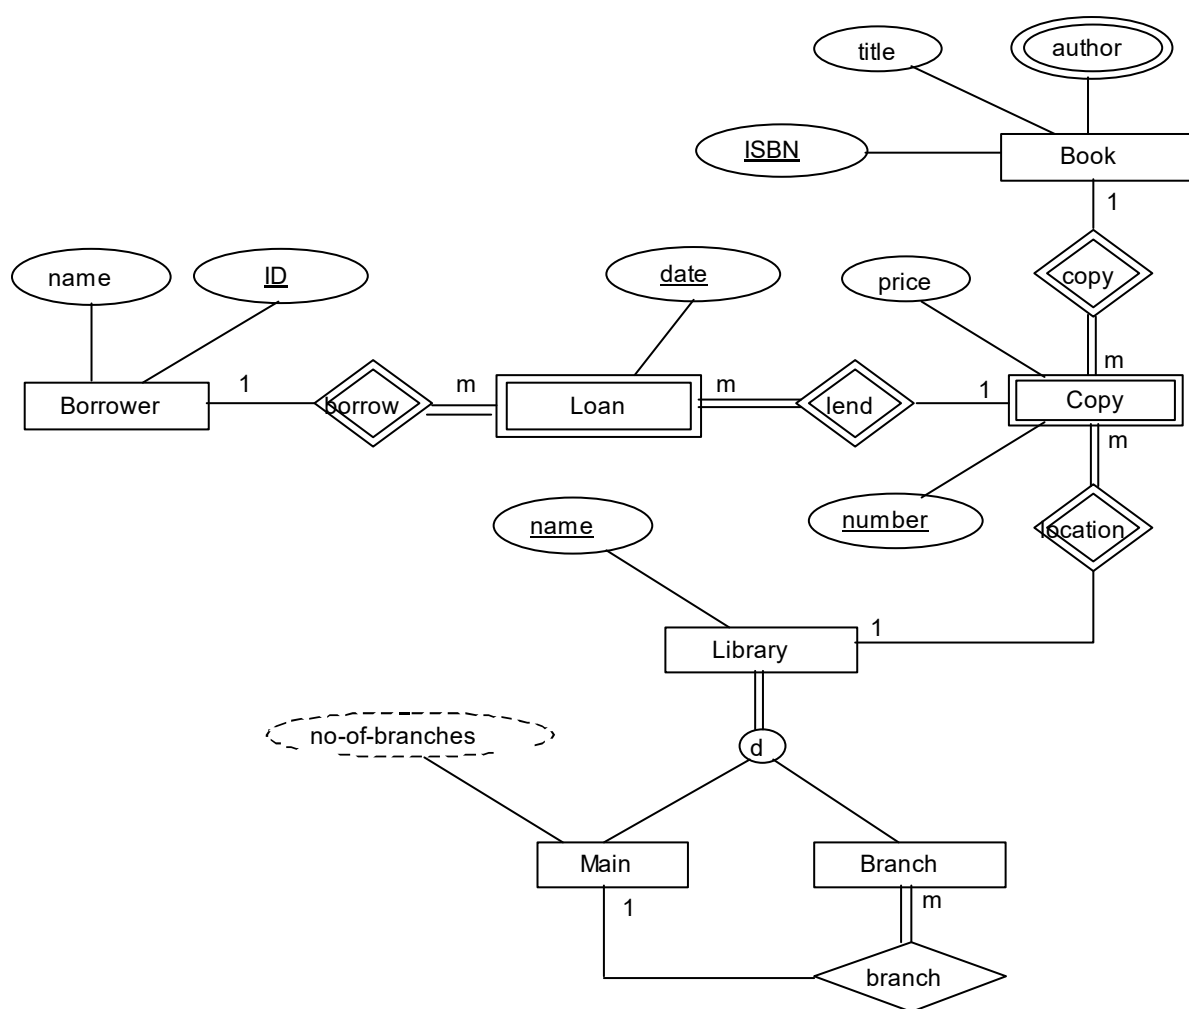 title
author
ISBN
Book
1
name
ID
date
price
copy
m
Borrower
1
borrow
m
Loan
m
lend
1
Copy
m
name
number
location
Library
1
no-of-branches
d
Main
Branch
1
m
branch